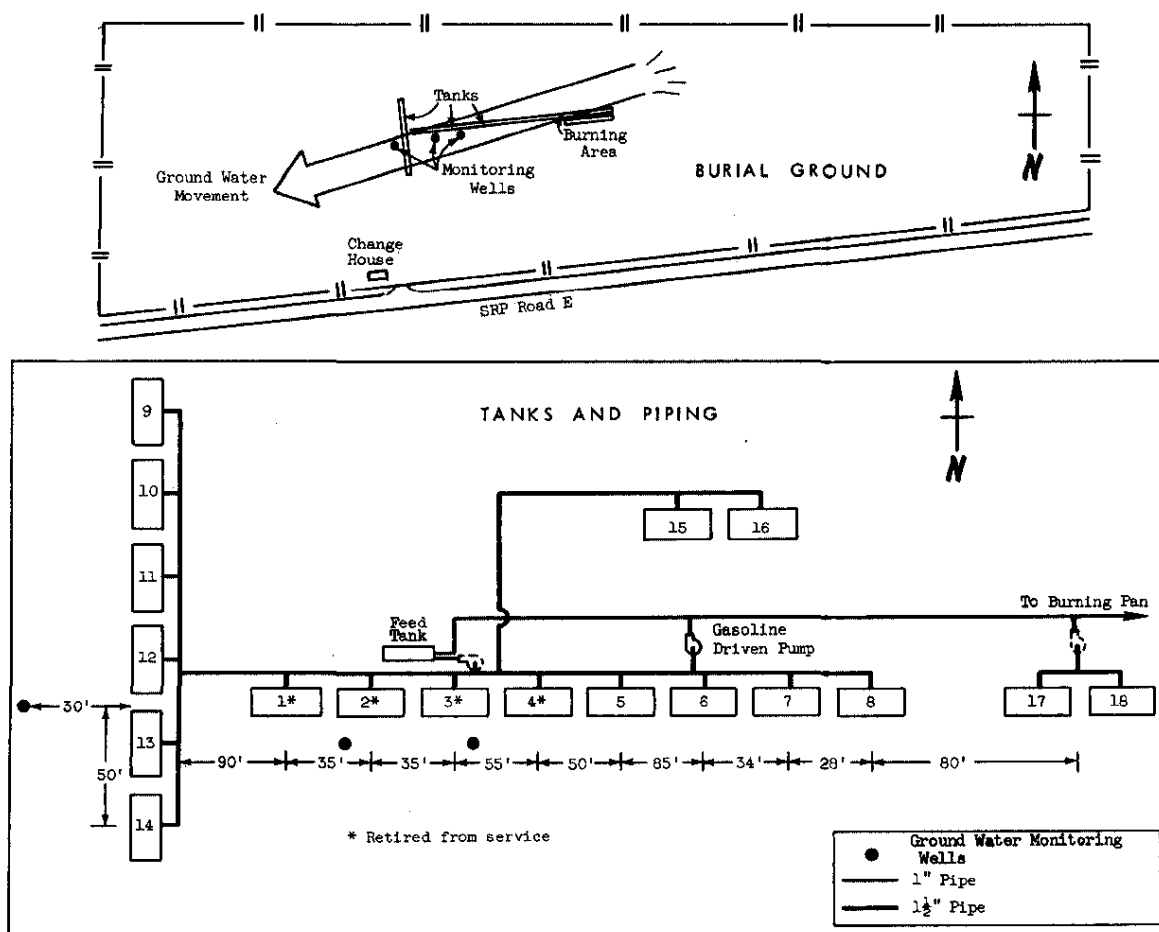 Tanks
Burning
Area
Ground Water
Movement
Monitoring
Wells
BURIAL GROUND
N
Change
House
SRP Road E
TANKS AND PIPING
N
9
10
11
12
13
14
15
16
To Burning Pan
Feed
Tank
Gasoline
Driven Pump
1*
2*
3*
4*
5
6
7
8
17
18
30'
50'
90'
35'
35'
55'
50'
85'
34'
28'
80'
* Retired from service
Ground Water Monitoring
Wells
1" Pipe
1½" Pipe